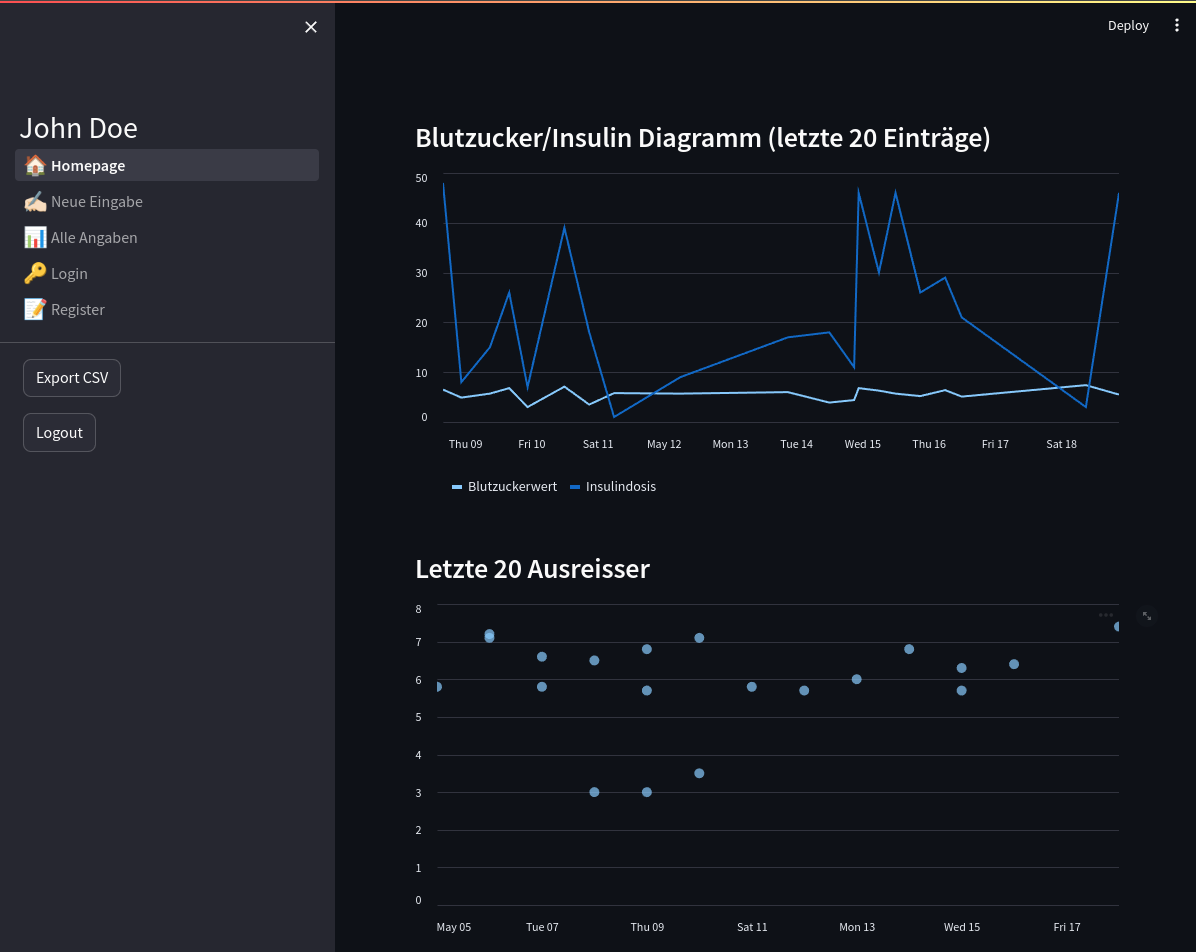 Deploy
John Doe
Homepage
Neue Eingabe
Alle Angaben
Login
Register
Export CSV
Logout
Blutzucker/Insulin Diagramm (letzte 20 Einträge)
50
40
30
20
10
0
Thu 09 Fri 10 Sat 11 May 12 Mon 13 Tue 14 Wed 15 Thu 16 Fri 17 Sat 18
Blutzuckerwert Insulindosis
Letzte 20 Ausreisser
8
7
6
5
4
3
2
1
0
May 05 Tue 07 Thu 09 Sat 11 Mon 13 Wed 15 Fri 17